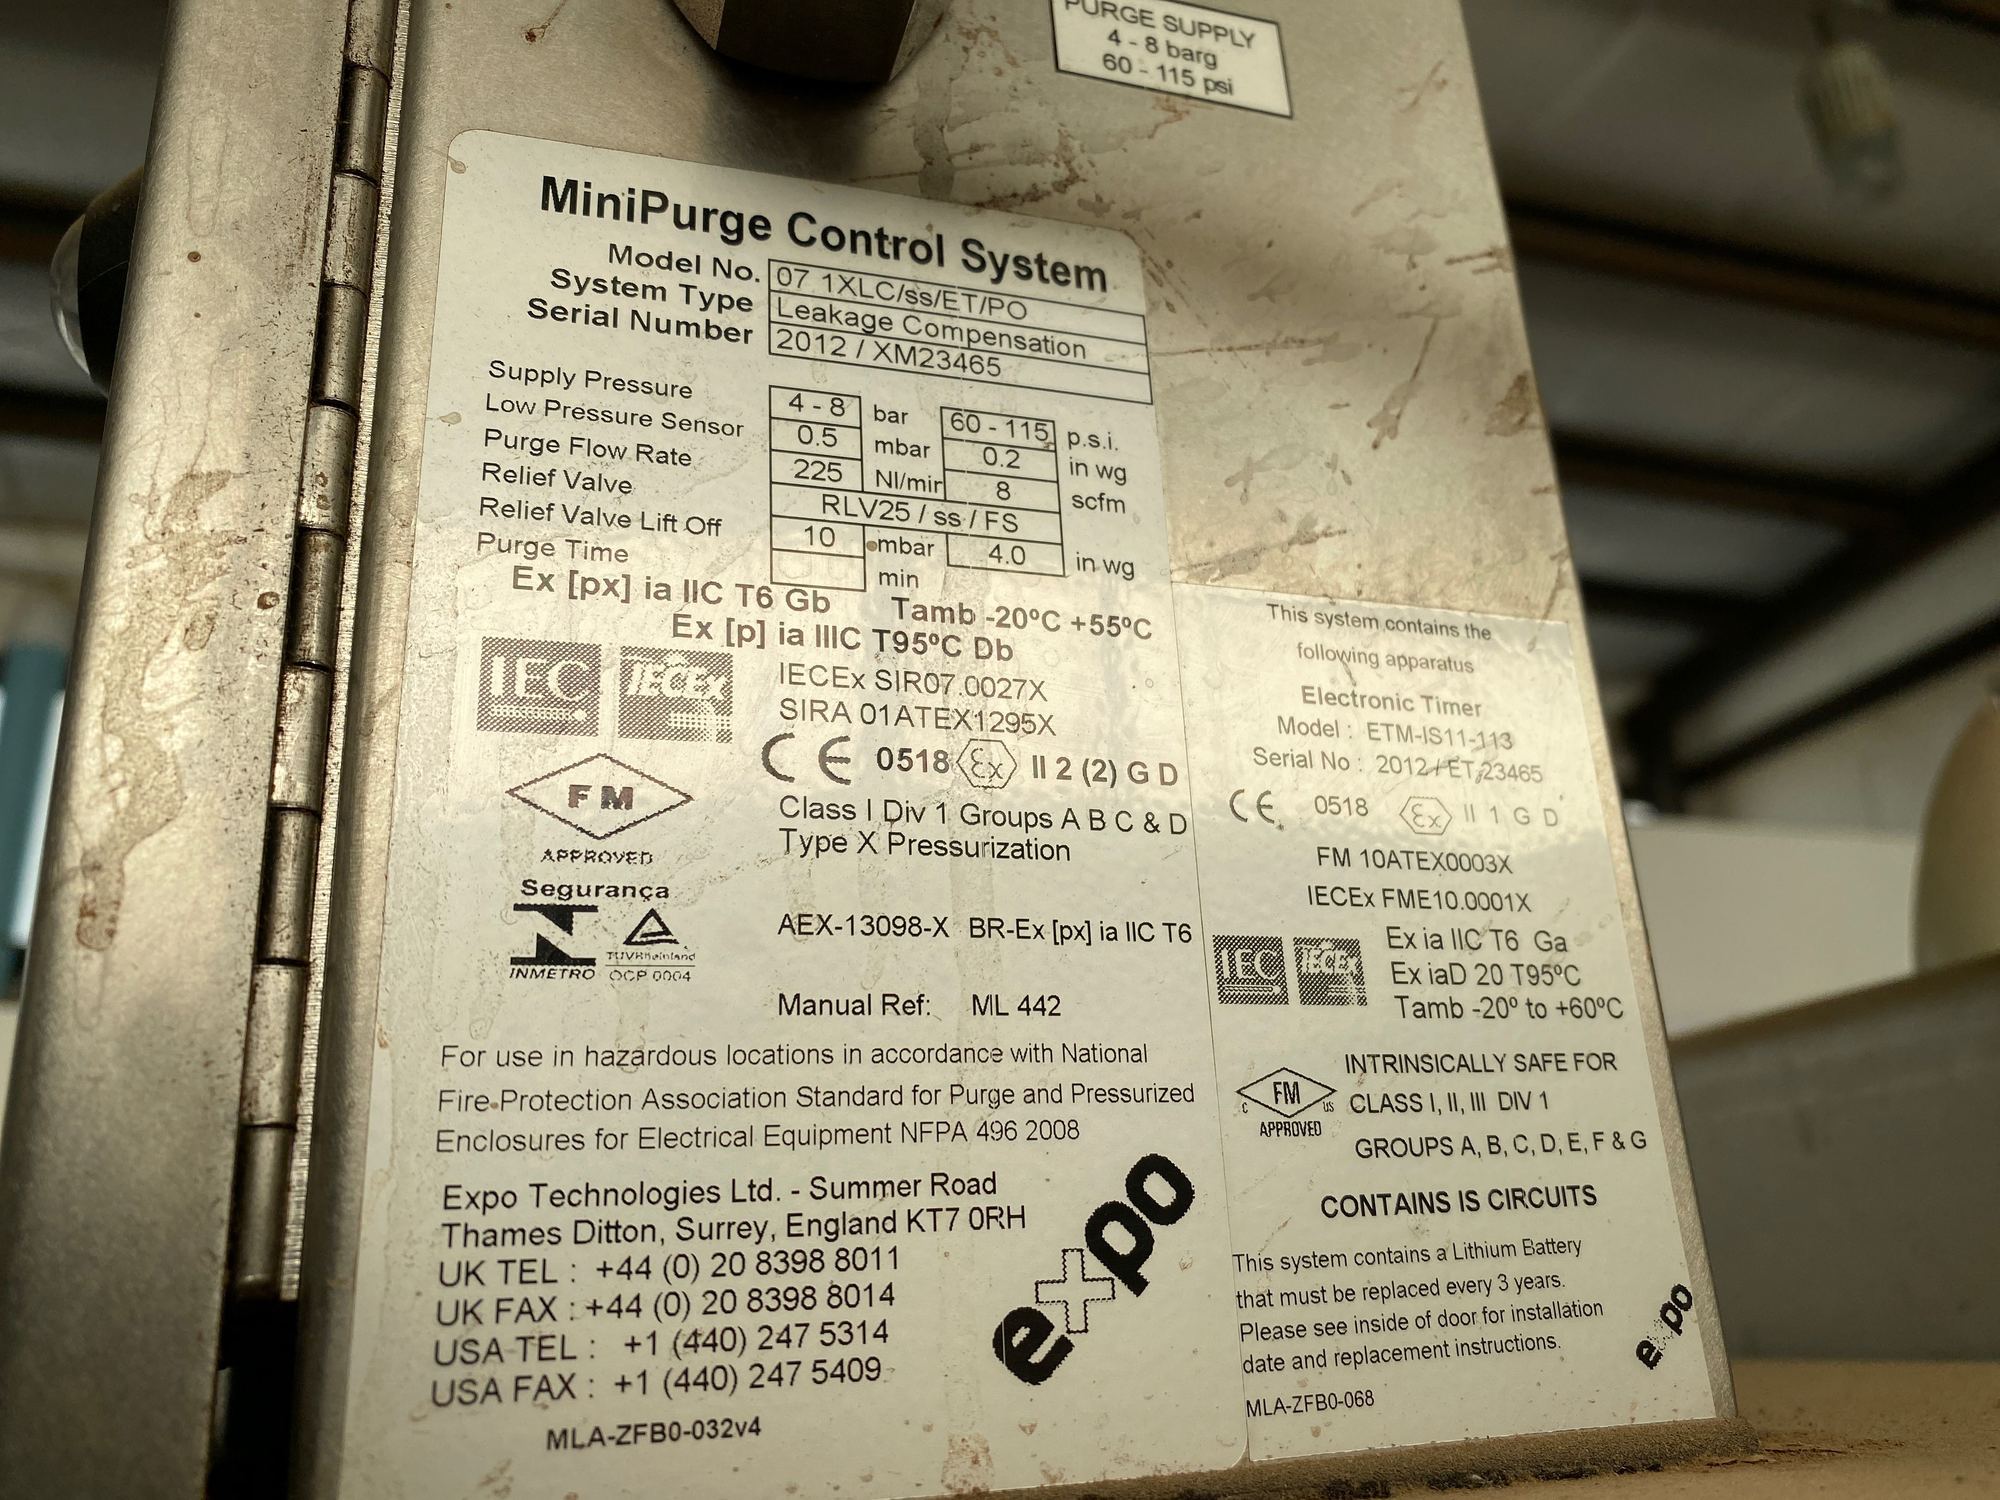 PURGE SUPPLY
4 - 8 barg
60 - 115 psi
MiniPurge Control System
Model No. 07 1XLC/ss/ET/PO
System Type Leakage Compensation
Serial Number 2012 / XM23465
Supply Pressure 4 - 8 bar 60 - 115 p.s.i.
Low Pressure Sensor 0.5 mbar 0.2 in wg
Purge Flow Rate 225 Nl/min 8 scfm
Relief Valve RLV25 / ss / FS
Relief Valve Lift Off 10 mbar 4.0 in wg
Purge Time min
Ex [px] ia IIC T6 Gb Tamb -20ºC +55ºC
Ex [p] ia IIIC T95ºC Db
IEC IECEx
IECEx SIR07.0027X
SIRA 01ATEX1295X
CE 0518 Ex II 2 (2) G D
FM
APPROVED
Class I Div 1 Groups A B C & D
Type X Pressurization
Segurança
INMETRO
TÜVRheinland
OCP 0004
AEX-13098-X BR-Ex [px] ia IIC T6
Manual Ref: ML 442
For use in hazardous locations in accordance with National
Fire Protection Association Standard for Purge and Pressurized
Enclosures for Electrical Equipment NFPA 496 2008
Expo Technologies Ltd. - Summer Road
Thames Ditton, Surrey, England KT7 0RH
UK TEL : +44 (0) 20 8398 8011
UK FAX : +44 (0) 20 8398 8014
USA TEL : +1 (440) 247 5314
USA FAX : +1 (440) 247 5409
expo
MLA-ZFB0-032v4
This system contains the
following apparatus
Electronic Timer
Model : ETM-IS11-113
Serial No : 2012 / ET 23465
CE 0518 Ex II 1 G D
FM 10ATEX0003X
IECEx FME10.0001X
IEC IECEx
Ex ia IIC T6 Ga
Ex iaD 20 T95ºC
Tamb -20º to +60ºC
C FM US
APPROVED
INTRINSICALLY SAFE FOR
CLASS I, II, III DIV 1
GROUPS A, B, C, D, E, F & G
CONTAINS IS CIRCUITS
This system contains a Lithium Battery
that must be replaced every 3 years.
Please see inside of door for installation
date and replacement instructions.
expo
MLA-ZFB0-068